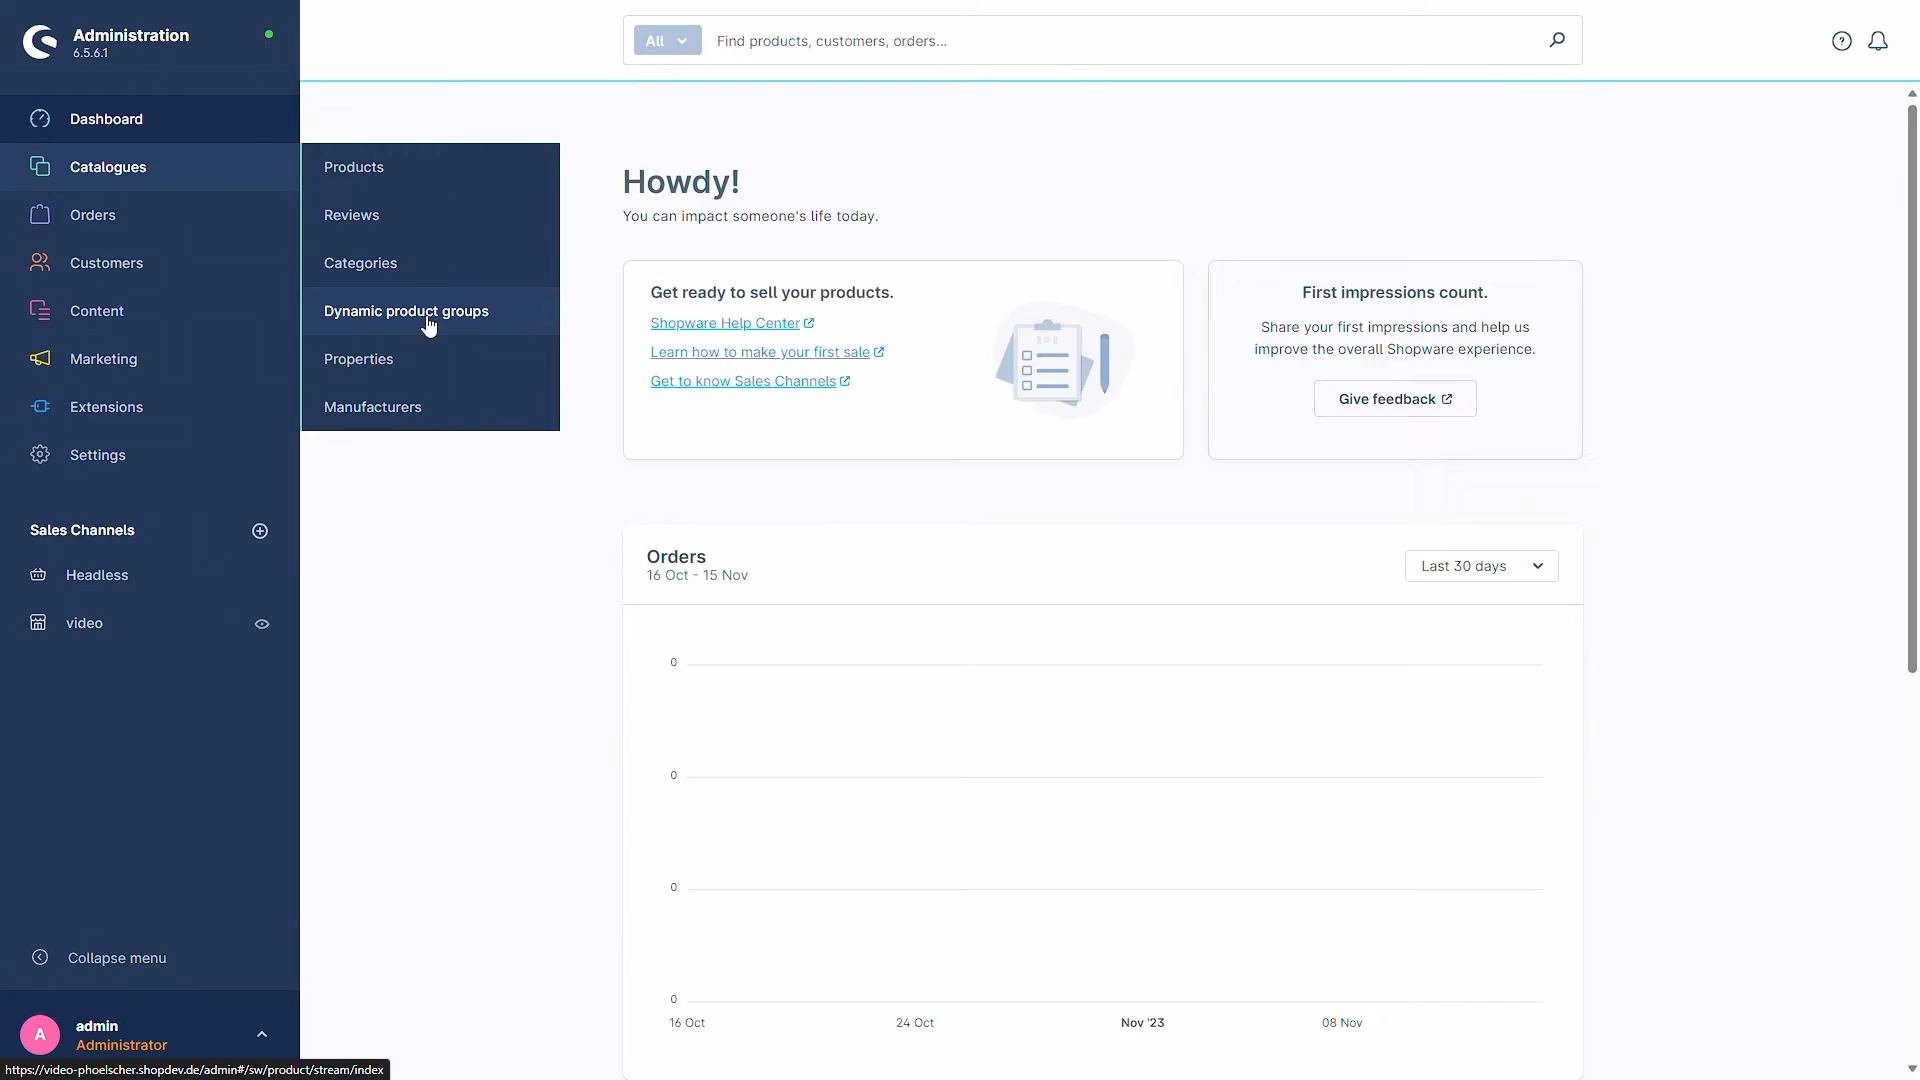 Administration
6.5.6.1
All
Find products, customers, orders...
Dashboard
Catalogues
Orders
Customers
Content
Marketing
Extensions
Settings
Sales Channels
Headless
video
Collapse menu
A
admin
Administrator
https://video-phoelscher.shopdev.de/admin#/sw/product/stream/index
Products
Reviews
Categories
Dynamic product groups
Properties
Manufacturers
Howdy!
You can impact someone's life today.
Get ready to sell your products.
Shopware Help Center
Learn how to make your first sale
Get to know Sales Channels
First impressions count.
Share your first impressions and help us
improve the overall Shopware experience.
Give feedback
Orders
16 Oct - 15 Nov
Last 30 days
0
0
0
0
16 Oct
24 Oct
Nov '23
08 Nov